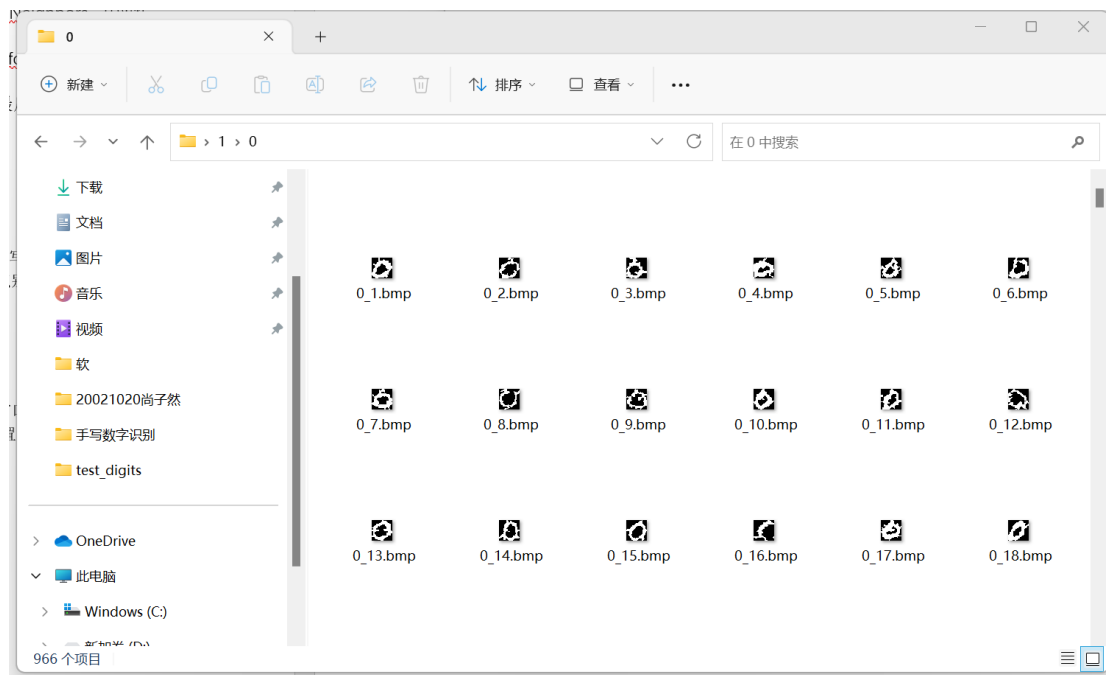 0
新建
排序
查看
1 > 0
在 0 中搜索
下载
文档
图片
音乐
视频
软
20021020尚子然
手写数字识别
test_digits
OneDrive
此电脑
Windows (C:)
0_1.bmp 0_2.bmp 0_3.bmp 0_4.bmp 0_5.bmp 0_6.bmp
0_7.bmp 0_8.bmp 0_9.bmp 0_10.bmp 0_11.bmp 0_12.bmp
0_13.bmp 0_14.bmp 0_15.bmp 0_16.bmp 0_17.bmp 0_18.bmp
966 个项目